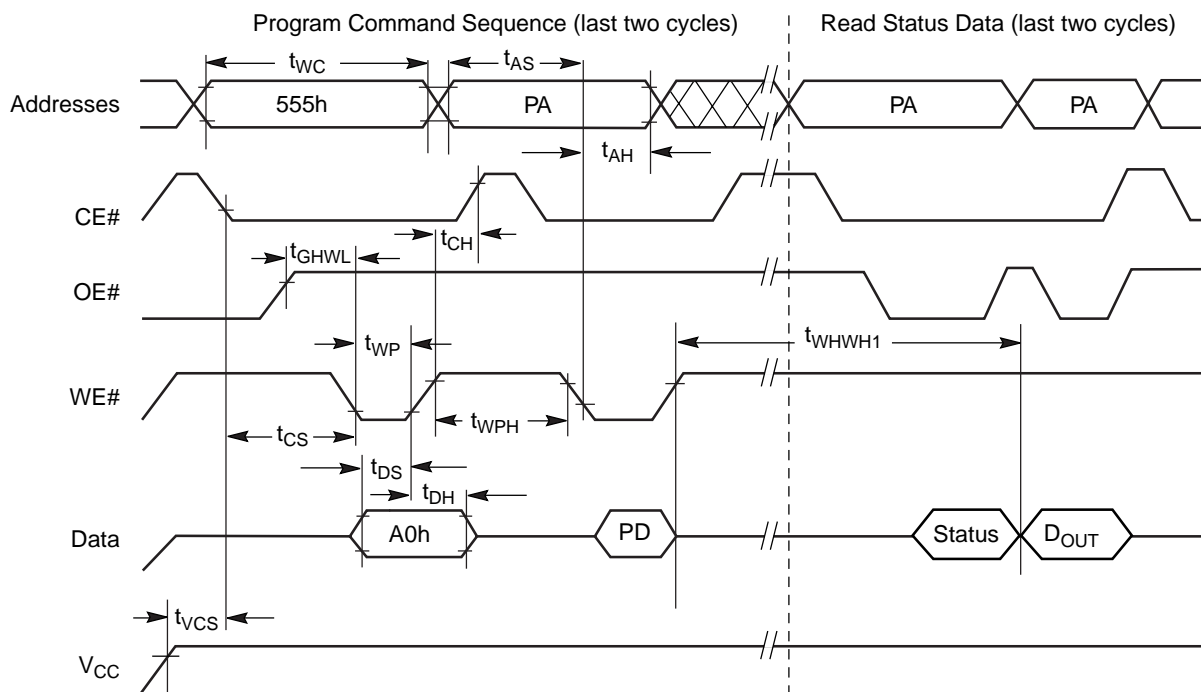 Program Command Sequence (last two cycles) Read Status Data (last two cycles)
tWC tAS
Addresses 555h PA PA PA
tAH
CE#
tCH
tGHWL
OE#
tWP tWHWH1
WE#
tWPH
tCS
tDS
tDH
Data A0h PD Status DOUT
tVCS
VCC